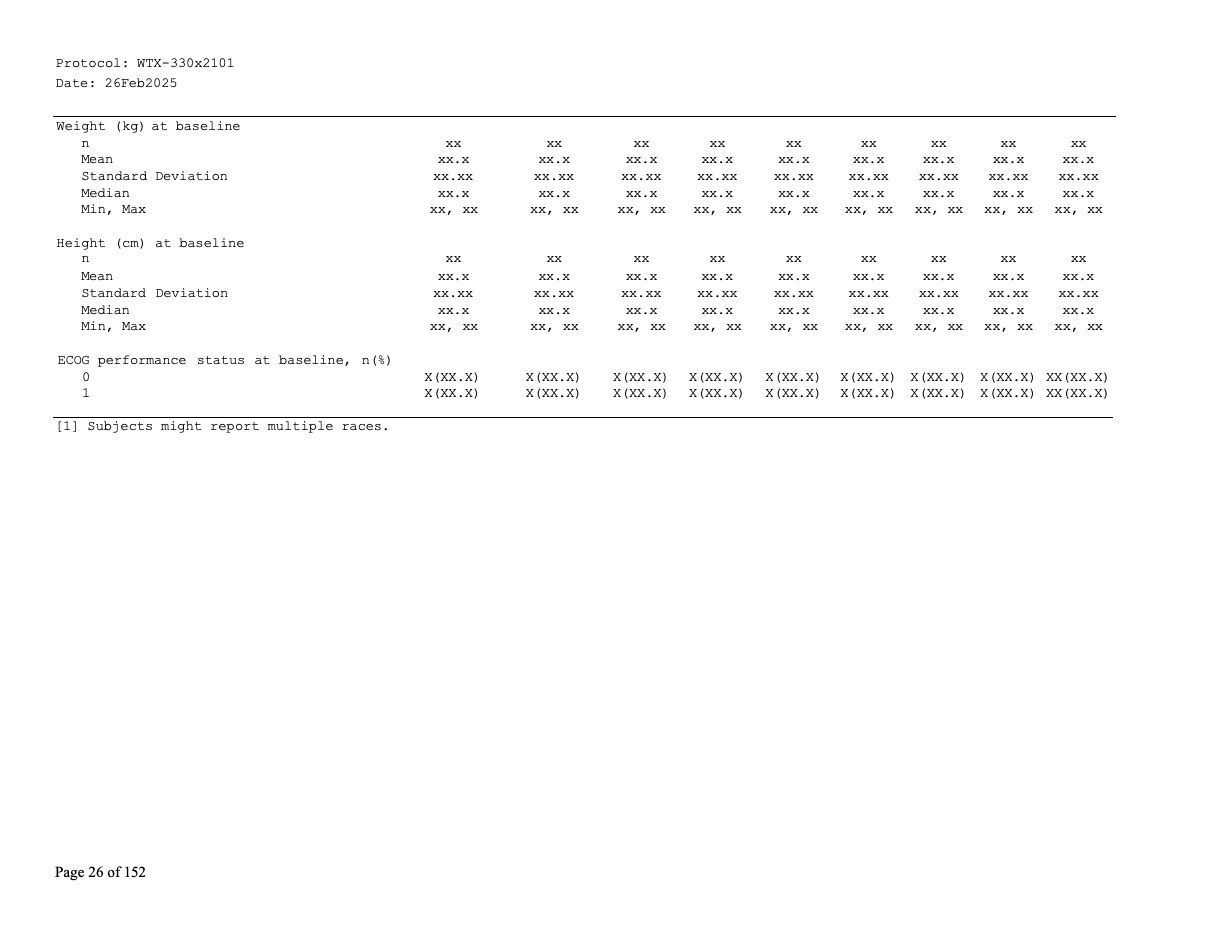 Protocol: WTX-330x2101
Date: 26Feb2025
Weight (kg) at baseline
n xx xx xx xx xx xx xx xx xx
Mean xx.x xx.x xx.x xx.x xx.x xx.x xx.x xx.x xx.x
Standard Deviation xx.xx xx.xx xx.xx xx.xx xx.xx xx.xx xx.xx xx.xx xx.xx
Median xx.x xx.x xx.x xx.x xx.x xx.x xx.x xx.x xx.x
Min, Max xx, xx xx, xx xx, xx xx, xx xx, xx xx, xx xx, xx xx, xx xx, xx
Height (cm) at baseline
n xx xx xx xx xx xx xx xx xx
Mean xx.x xx.x xx.x xx.x xx.x xx.x xx.x xx.x xx.x
Standard Deviation xx.xx xx.xx xx.xx xx.xx xx.xx xx.xx xx.xx xx.xx xx.xx
Median xx.x xx.x xx.x xx.x xx.x xx.x xx.x xx.x xx.x
Min, Max xx, xx xx, xx xx, xx xx, xx xx, xx xx, xx xx, xx xx, xx xx, xx
ECOG performance status at baseline, n(%)
0 X(XX.X) X(XX.X) X(XX.X) X(XX.X) X(XX.X) X(XX.X) X(XX.X) X(XX.X) XX(XX.X)
1 X(XX.X) X(XX.X) X(XX.X) X(XX.X) X(XX.X) X(XX.X) X(XX.X) X(XX.X) XX(XX.X)
[1] Subjects might report multiple races.
Page 26 of 152